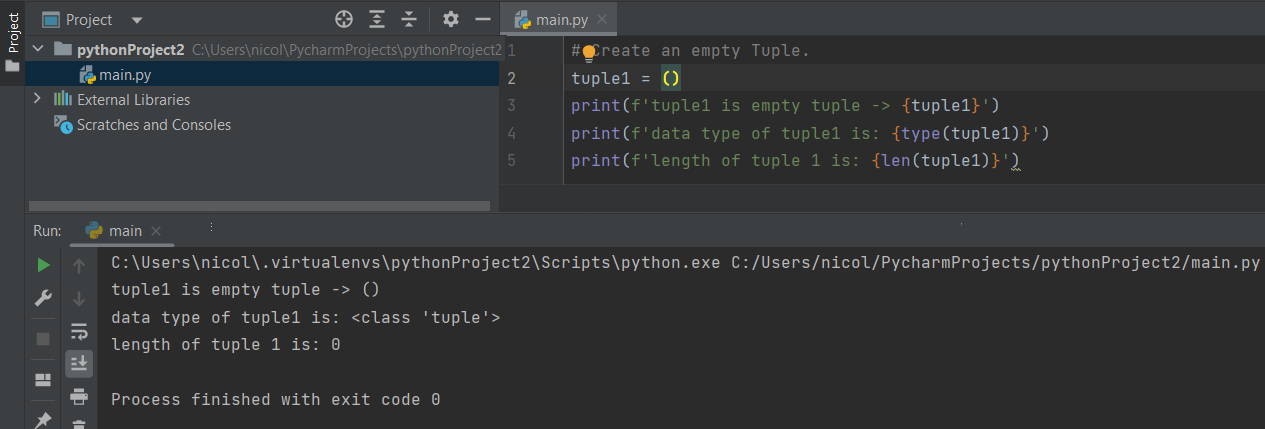 Project
Project
main.py
pythonProject2 C:\Users\nicol\PycharmProjects\pythonProject2
main.py
External Libraries
Scratches and Consoles
1 # Create an empty Tuple.
2 tuple1 = ()
3 print(f'tuple1 is empty tuple -> {tuple1}')
4 print(f'data type of tuple1 is: {type(tuple1)}')
5 print(f'length of tuple 1 is: {len(tuple1)}')
Run: main
C:\Users\nicol\.virtualenvs\pythonProject2\Scripts\python.exe C:/Users/nicol/PycharmProjects/pythonProject2/main.py
tuple1 is empty tuple -> ()
data type of tuple1 is: <class 'tuple'>
length of tuple 1 is: 0
Process finished with exit code 0